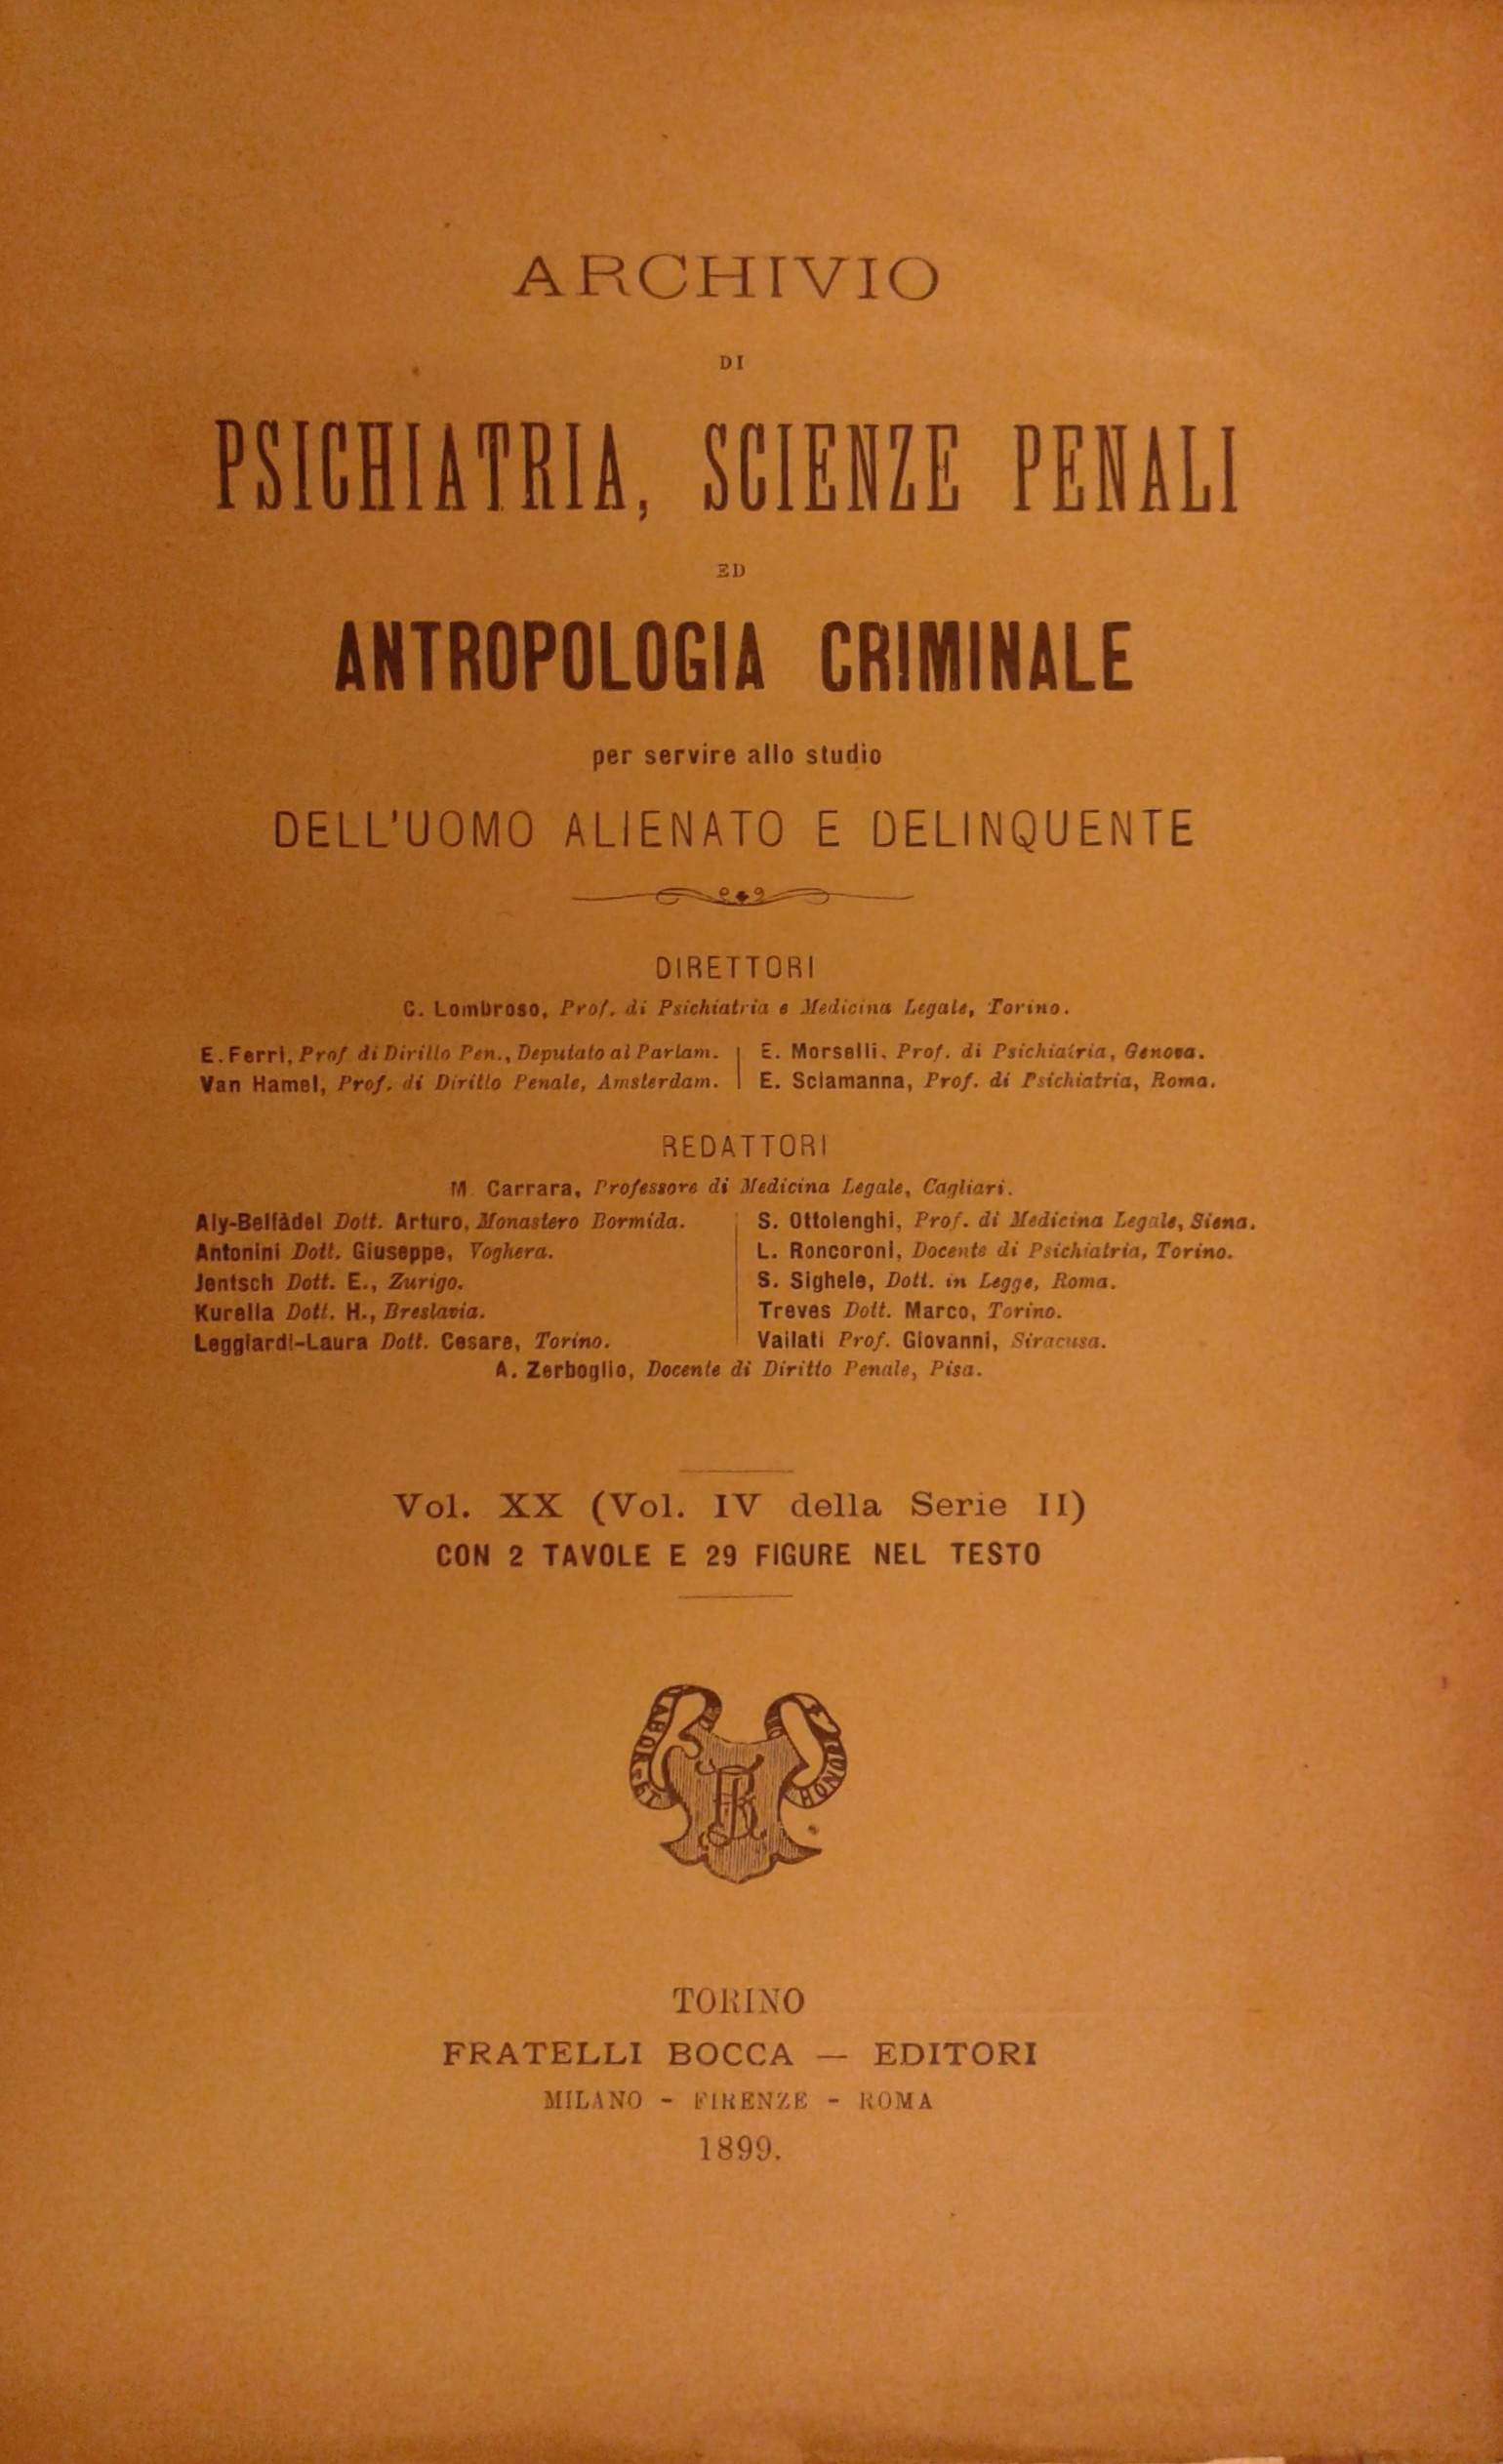 ARCHIVIO
DI
PSICHIATRIA, SCIENZE PENALI
ED
ANTROPOLOGIA CRIMINALE
per servire allo studio
DELL'UOMO ALIENATO E DELINQUENTE
DIRETTORI
C. Lombroso, Prof. di Psichiatria e Medicina Legale, Torino.
E. Ferri, Prof di Diritto Pen., Deputato al Parlam.
Van Hamel, Prof. di Diritto Penale, Amsterdam.
E. Morselli, Prof. di Psichiatria, Genova.
E. Sciamanna, Prof. di Psichiatria, Roma.
REDATTORI
M. Carrara, Professore di Medicina Legale, Cagliari.
Aly-Belfàdel Dott. Arturo, Monastero Bormida.
Antonini Dott. Giuseppe, Voghera.
Jentsch Dott. E., Zurigo.
Kurella Dott. H., Breslavia.
Leggiardi-Laura Dott. Cesare, Torino.
S. Ottolenghi, Prof. di Medicina Legale, Siena.
L. Roncoroni, Docente di Psichiatria, Torino.
S. Sighele, Dott. in Legge, Roma.
Treves Dott. Marco, Torino.
Vailati Prof. Giovanni, Siracusa.
A. Zerboglio, Docente di Diritto Penale, Pisa.
Vol. XX (Vol. IV della Serie II)
CON 2 TAVOLE E 29 FIGURE NEL TESTO
TORINO
FRATELLI BOCCA — EDITORI
MILANO - FIRENZE - ROMA
1899.